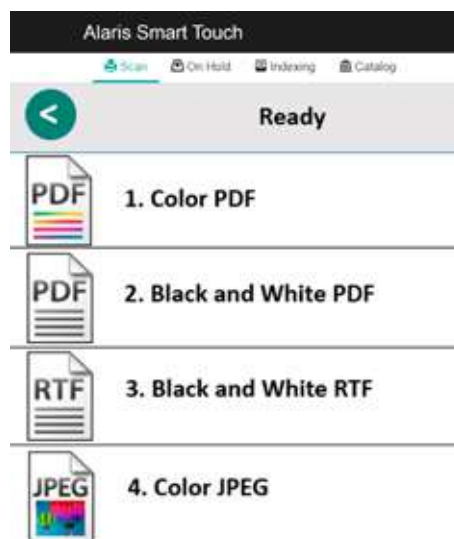 Alaris Smart Touch
Scan On Hold Indexing Catalog
< Ready
PDF 1. Color PDF
PDF 2. Black and White PDF
RTF 3. Black and White RTF
JPEG 4. Color JPEG